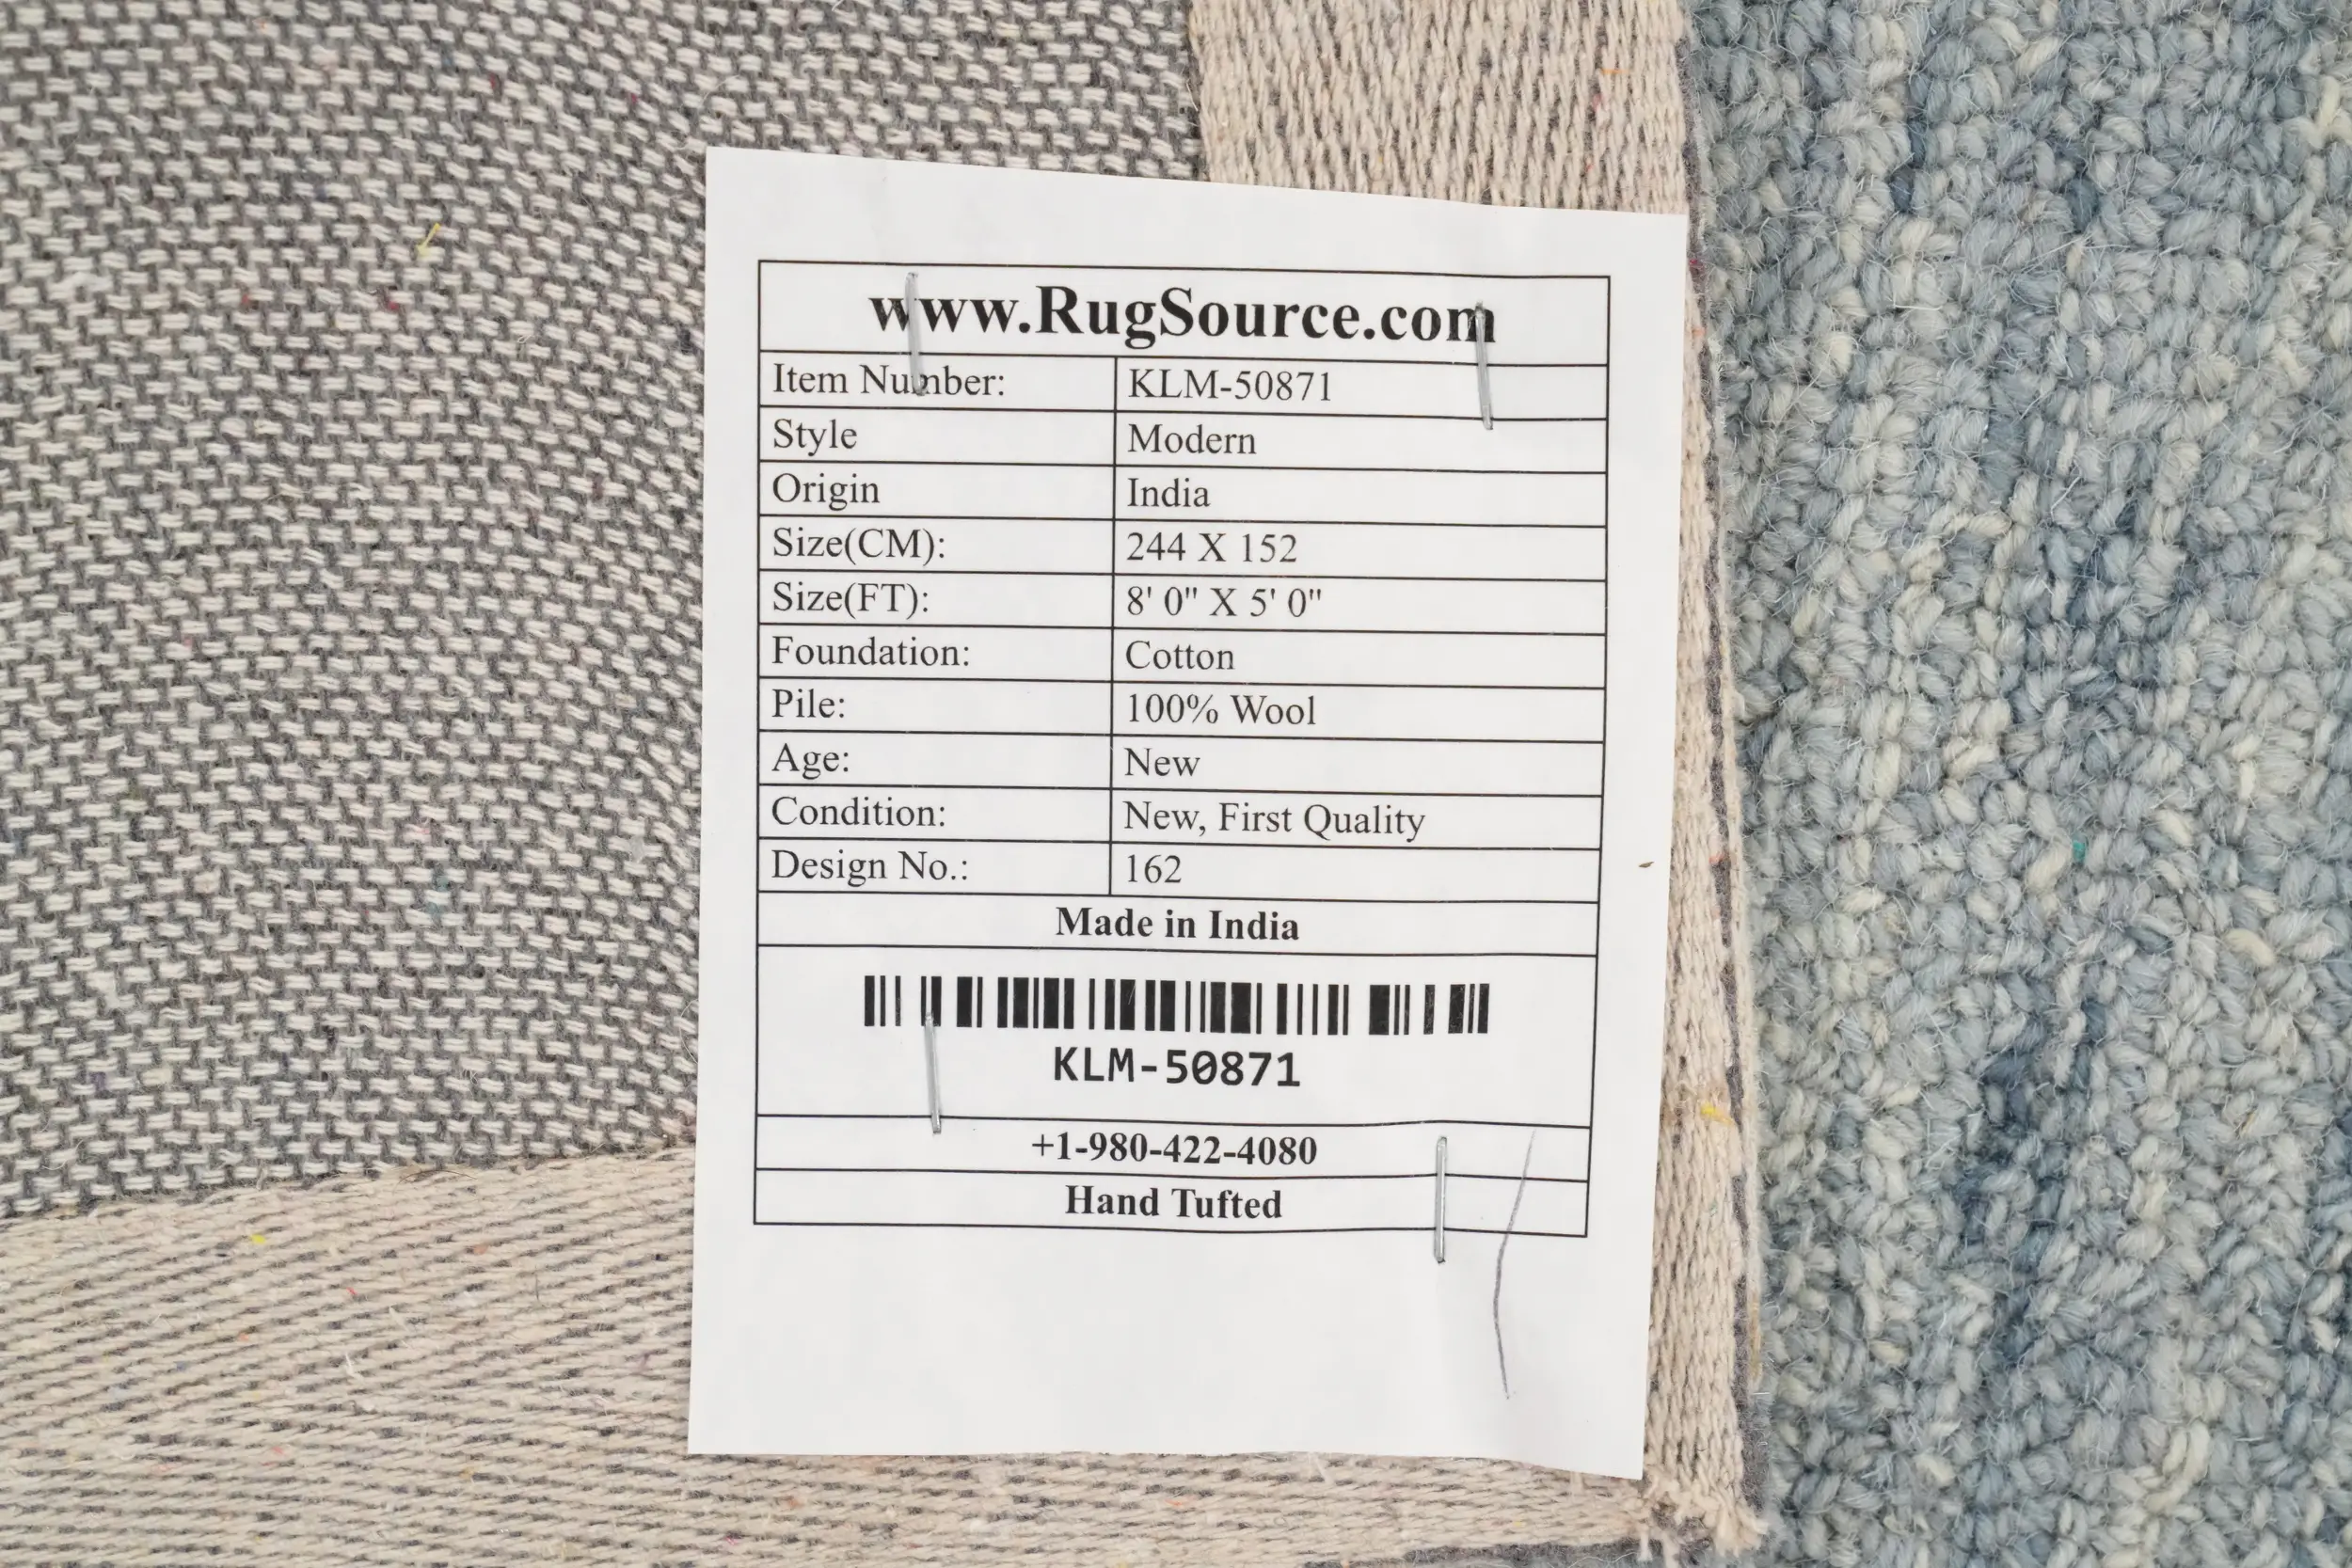 www.RugSource.com
Item Number: KLM-50871
Style Modern
Origin India
Size(CM): 244 X 152
Size(FT): 8' 0" X 5' 0"
Foundation: Cotton
Pile: 100% Wool
Age: New
Condition: New, First Quality
Design No.: 162
Made in India
KLM-50871
+1-980-422-4080
Hand Tufted